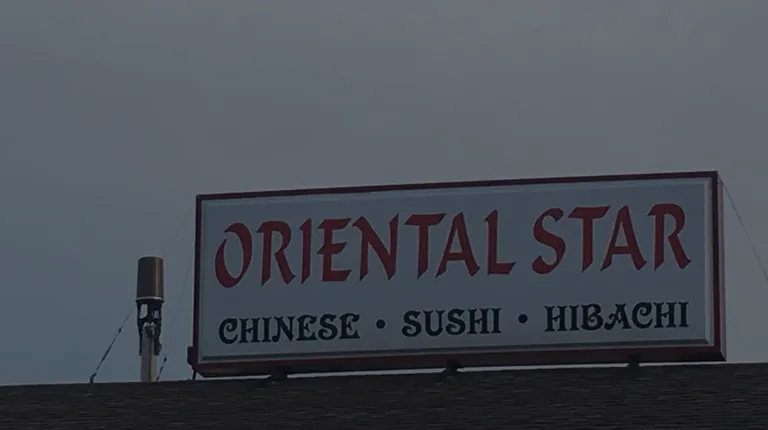 ORIENTAL STAR
CHINESE • SUSHI • HIBACHI